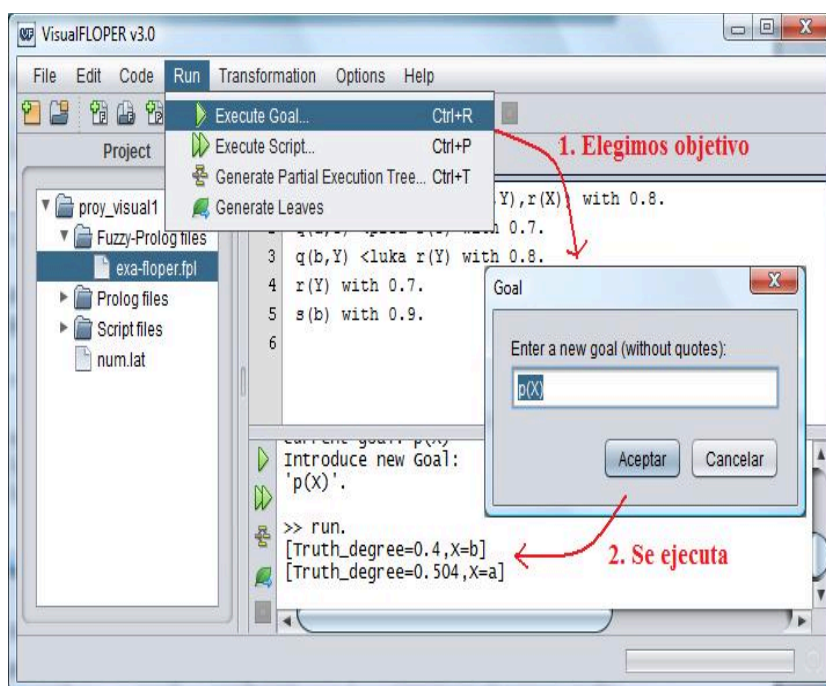 VisualFLOPER v3.0
File Edit Code Run Transformation Options Help
Execute Goal... Ctrl+R
Execute Script... Ctrl+P
Generate Partial Execution Tree... Ctrl+T
Generate Leaves
1. Elegimos objetivo
Project
proy_visual1
Fuzzy-Prolog files
exa-floper.fpl
Prolog files
Script files
num.lat
Y),r(X)) with 0.8.
with 0.7.
3 q(b,Y) <luka r(Y) with 0.8.
4 r(Y) with 0.7.
5 s(b) with 0.9.
6
Goal
Enter a new goal (without quotes):
p(X)
Aceptar Cancelar
Introduce new Goal:
'p(X)'.
>> run.
[Truth_degree=0.4,X=b]
[Truth_degree=0.504,X=a]
2. Se ejecuta